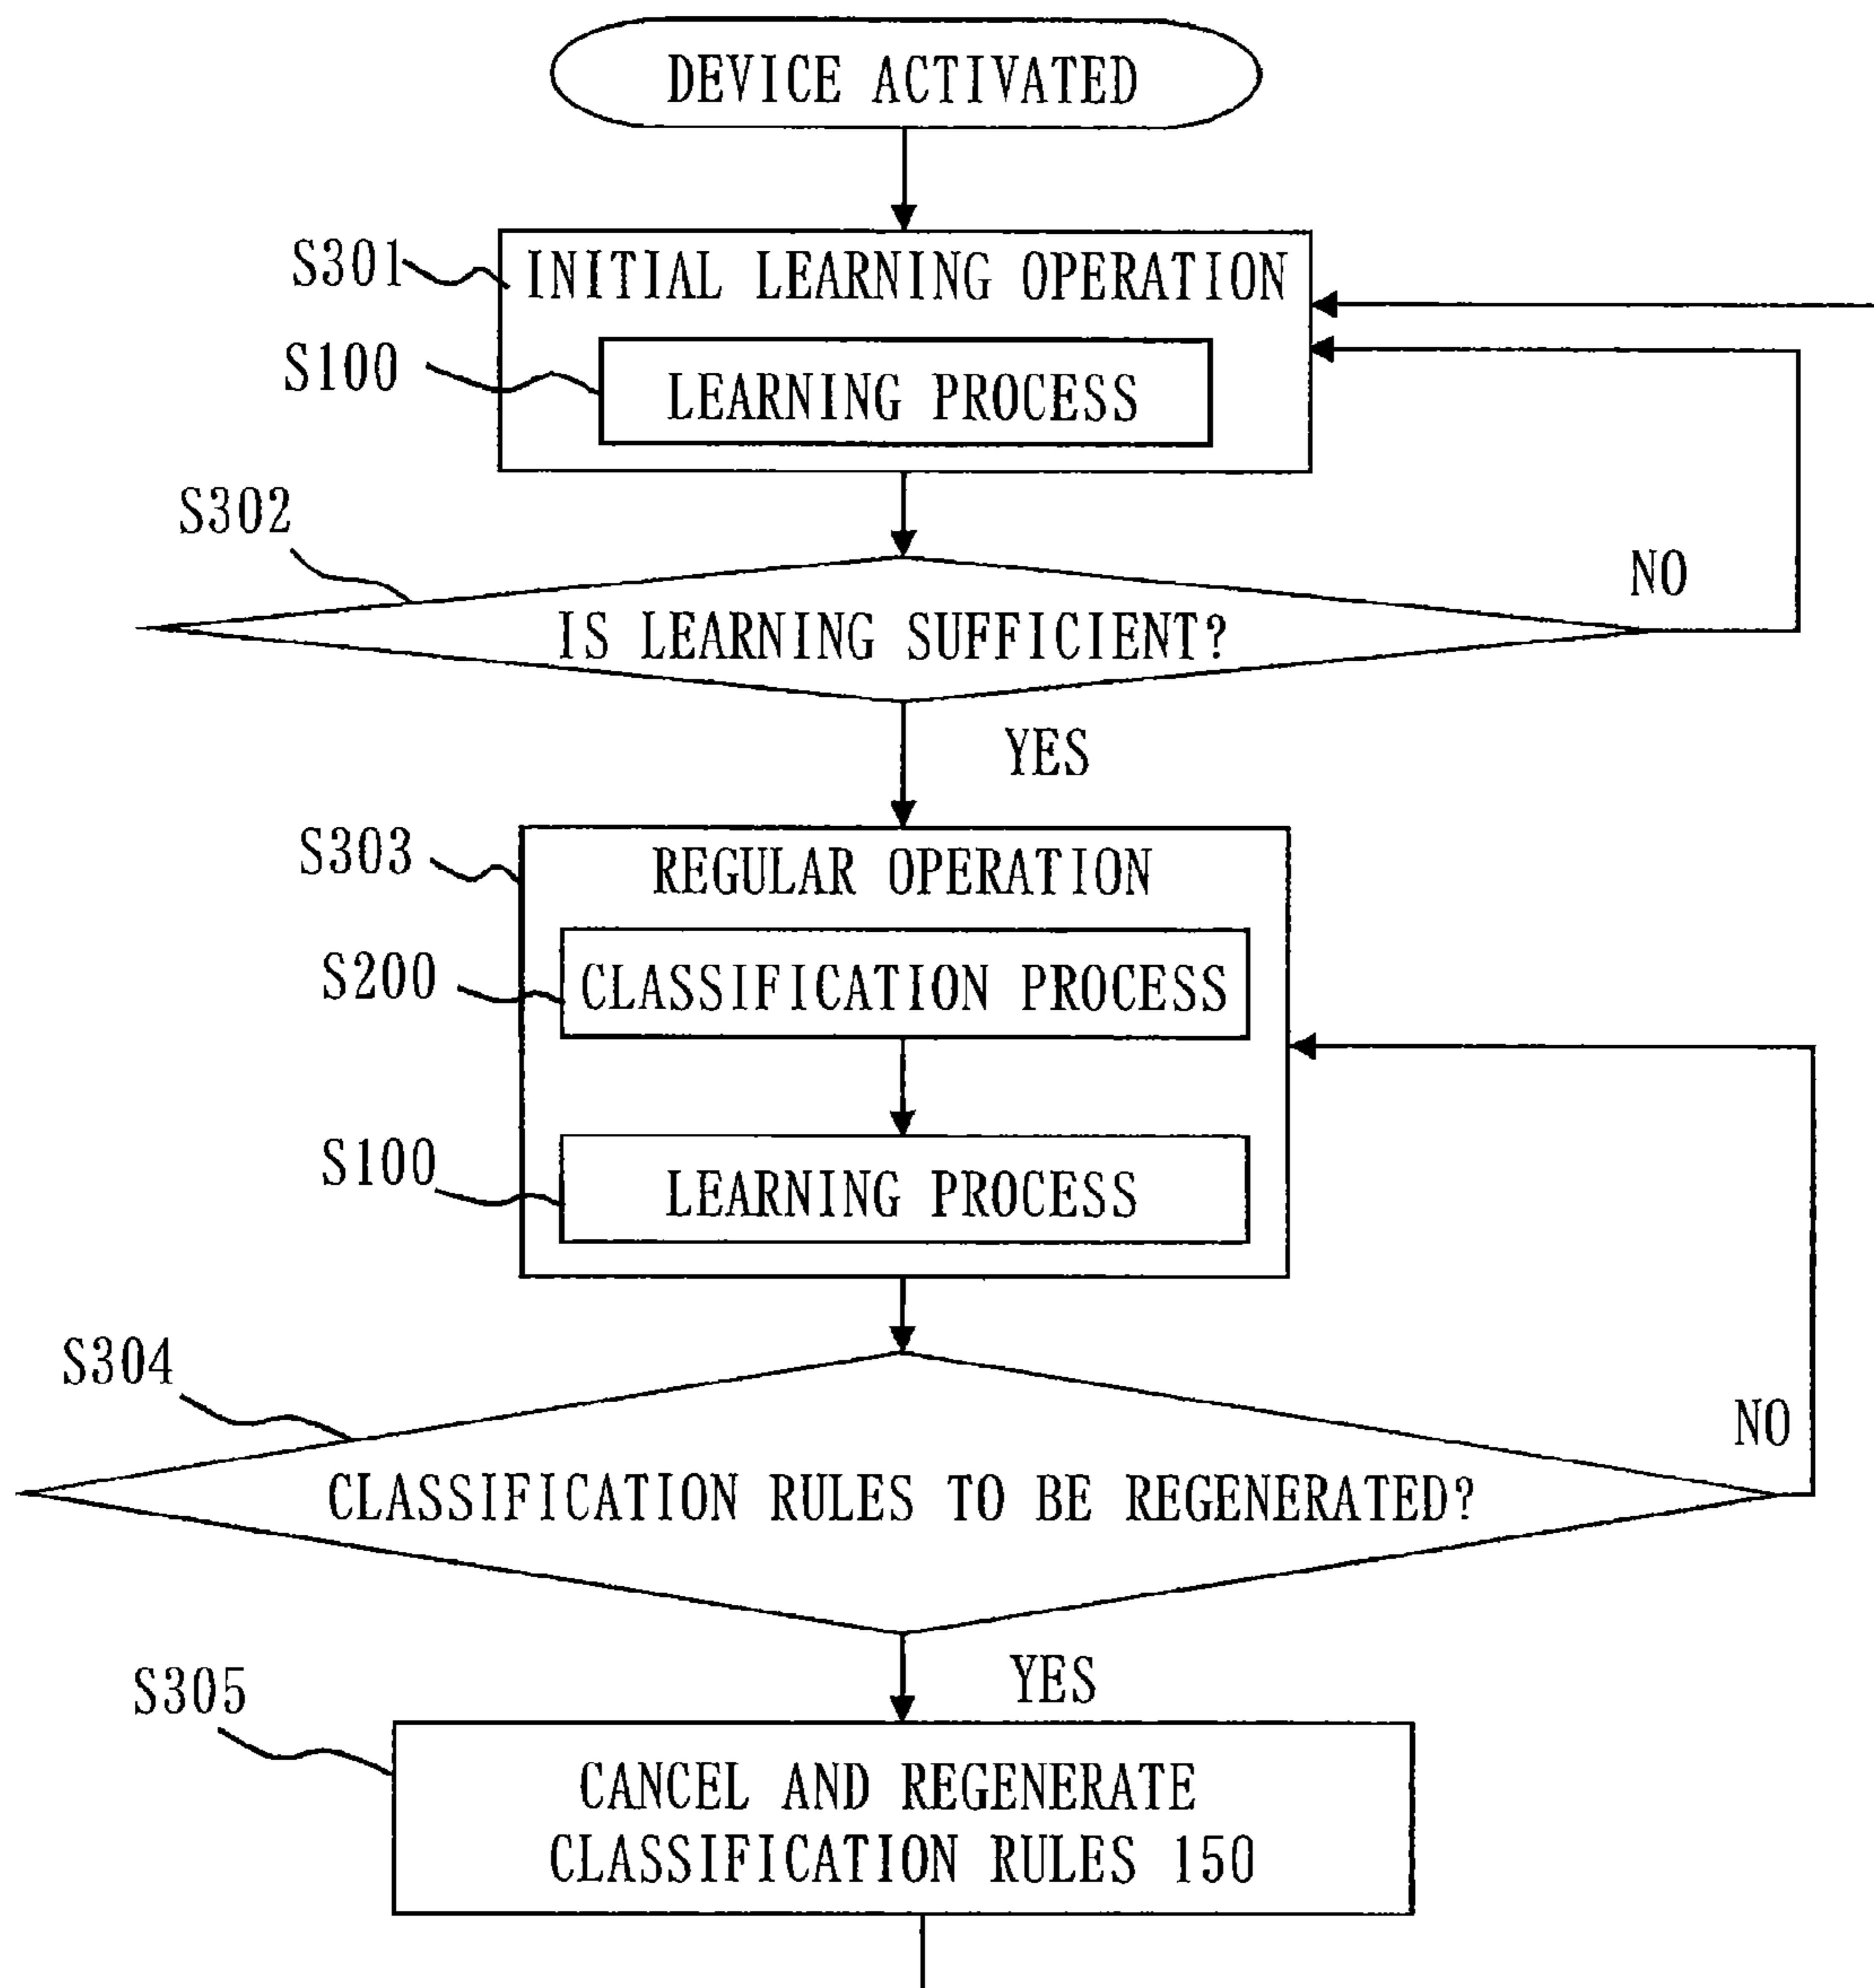 DEVICE ACTIVATED
S301
INITIAL LEARNING OPERATION
S100
LEARNING PROCESS
S302
NO
IS LEARNING SUFFICIENT?
YES
S303
REGULAR OPERATION
S200
CLASSIFICATION PROCESS
S100
LEARNING PROCESS
S304
NO
CLASSIFICATION RULES TO BE REGENERATED?
YES
S305
CANCEL AND REGENERATE
CLASSIFICATION RULES 150